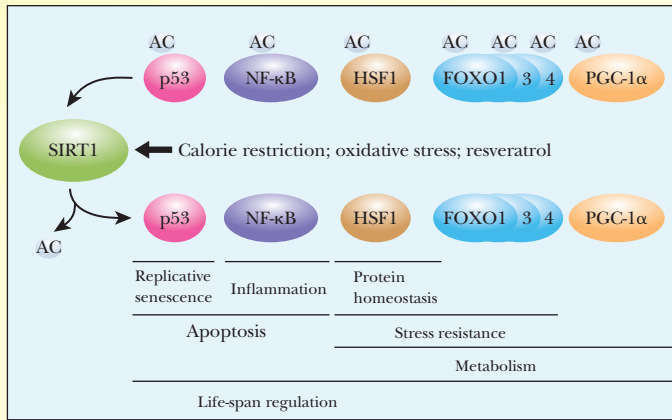 AC AC AC AC AC AC AC
p53 NF-κB HSF1 FOXO1 3 4 PGC-1α
SIRT1 Calorie restriction; oxidative stress; resveratrol
p53 NF-κB HSF1 FOXO1 3 4 PGC-1α
AC
Replicative
senescence
Inflammation
Protein
homeostasis
Apoptosis
Stress resistance
Metabolism
Life-span regulation